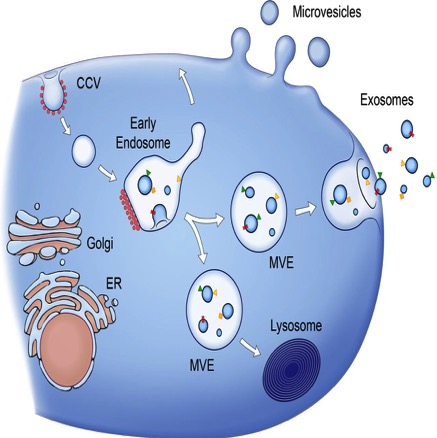 Microvesicles
CCV
Exosomes
Early
Endosome
Golgi
MVE
ER
Lysosome
MVE